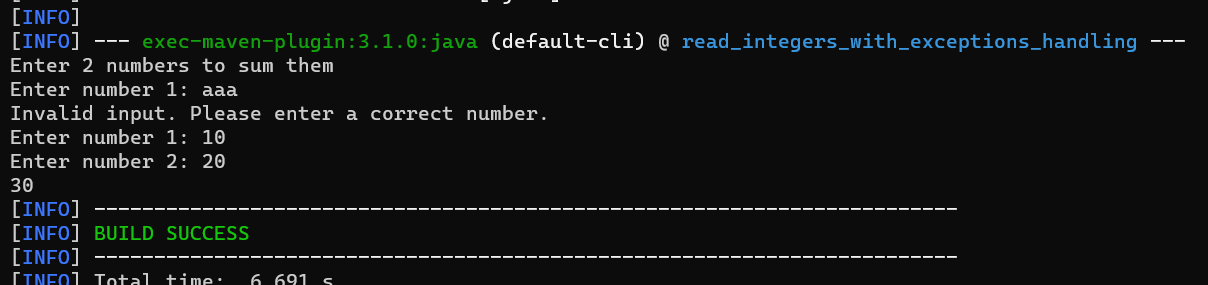 [INFO]
[INFO] --- exec-maven-plugin:3.1.0:java (default-cli) @ read_integers_with_exceptions_handling ---
Enter 2 numbers to sum them
Enter number 1: aaa
Invalid input. Please enter a correct number.
Enter number 1: 10
Enter number 2: 20
30
[INFO] ------------------------------------------------------------------------
[INFO] BUILD SUCCESS
[INFO] ------------------------------------------------------------------------
[INFO] Total time:  6.691 s